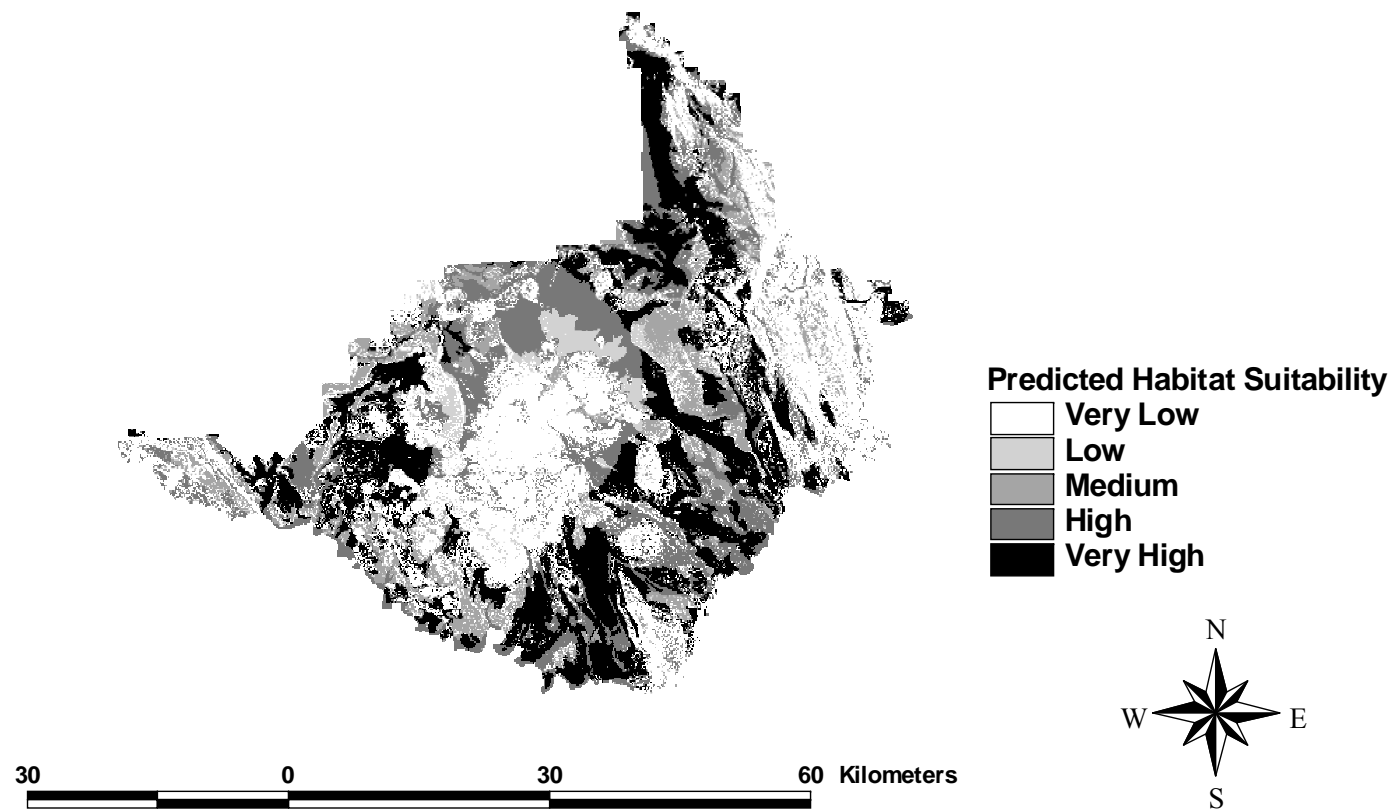 Predicted Habitat Suitability
Very Low
Low
Medium
High
Very High
N
W E
S
30 0 30 60 Kilometers